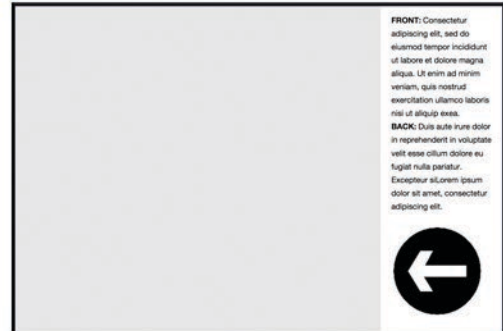 FRONT: Consectetur
adipiscing elit, sed do
eiusmod tempor incididunt
ut labore et dolore magna
aliqua. Ut enim ad minim
veniam, quis nostrud
exercitation ullamco laboris
nisi ut aliquip exea.
BACK: Duis aute irure dolor
in reprehenderit in voluptate
velit esse cillum dolore eu
fugiat nulla pariatur.
Excepteur siLorem ipsum
dolor sit amet, consectetur
adipiscing elit.